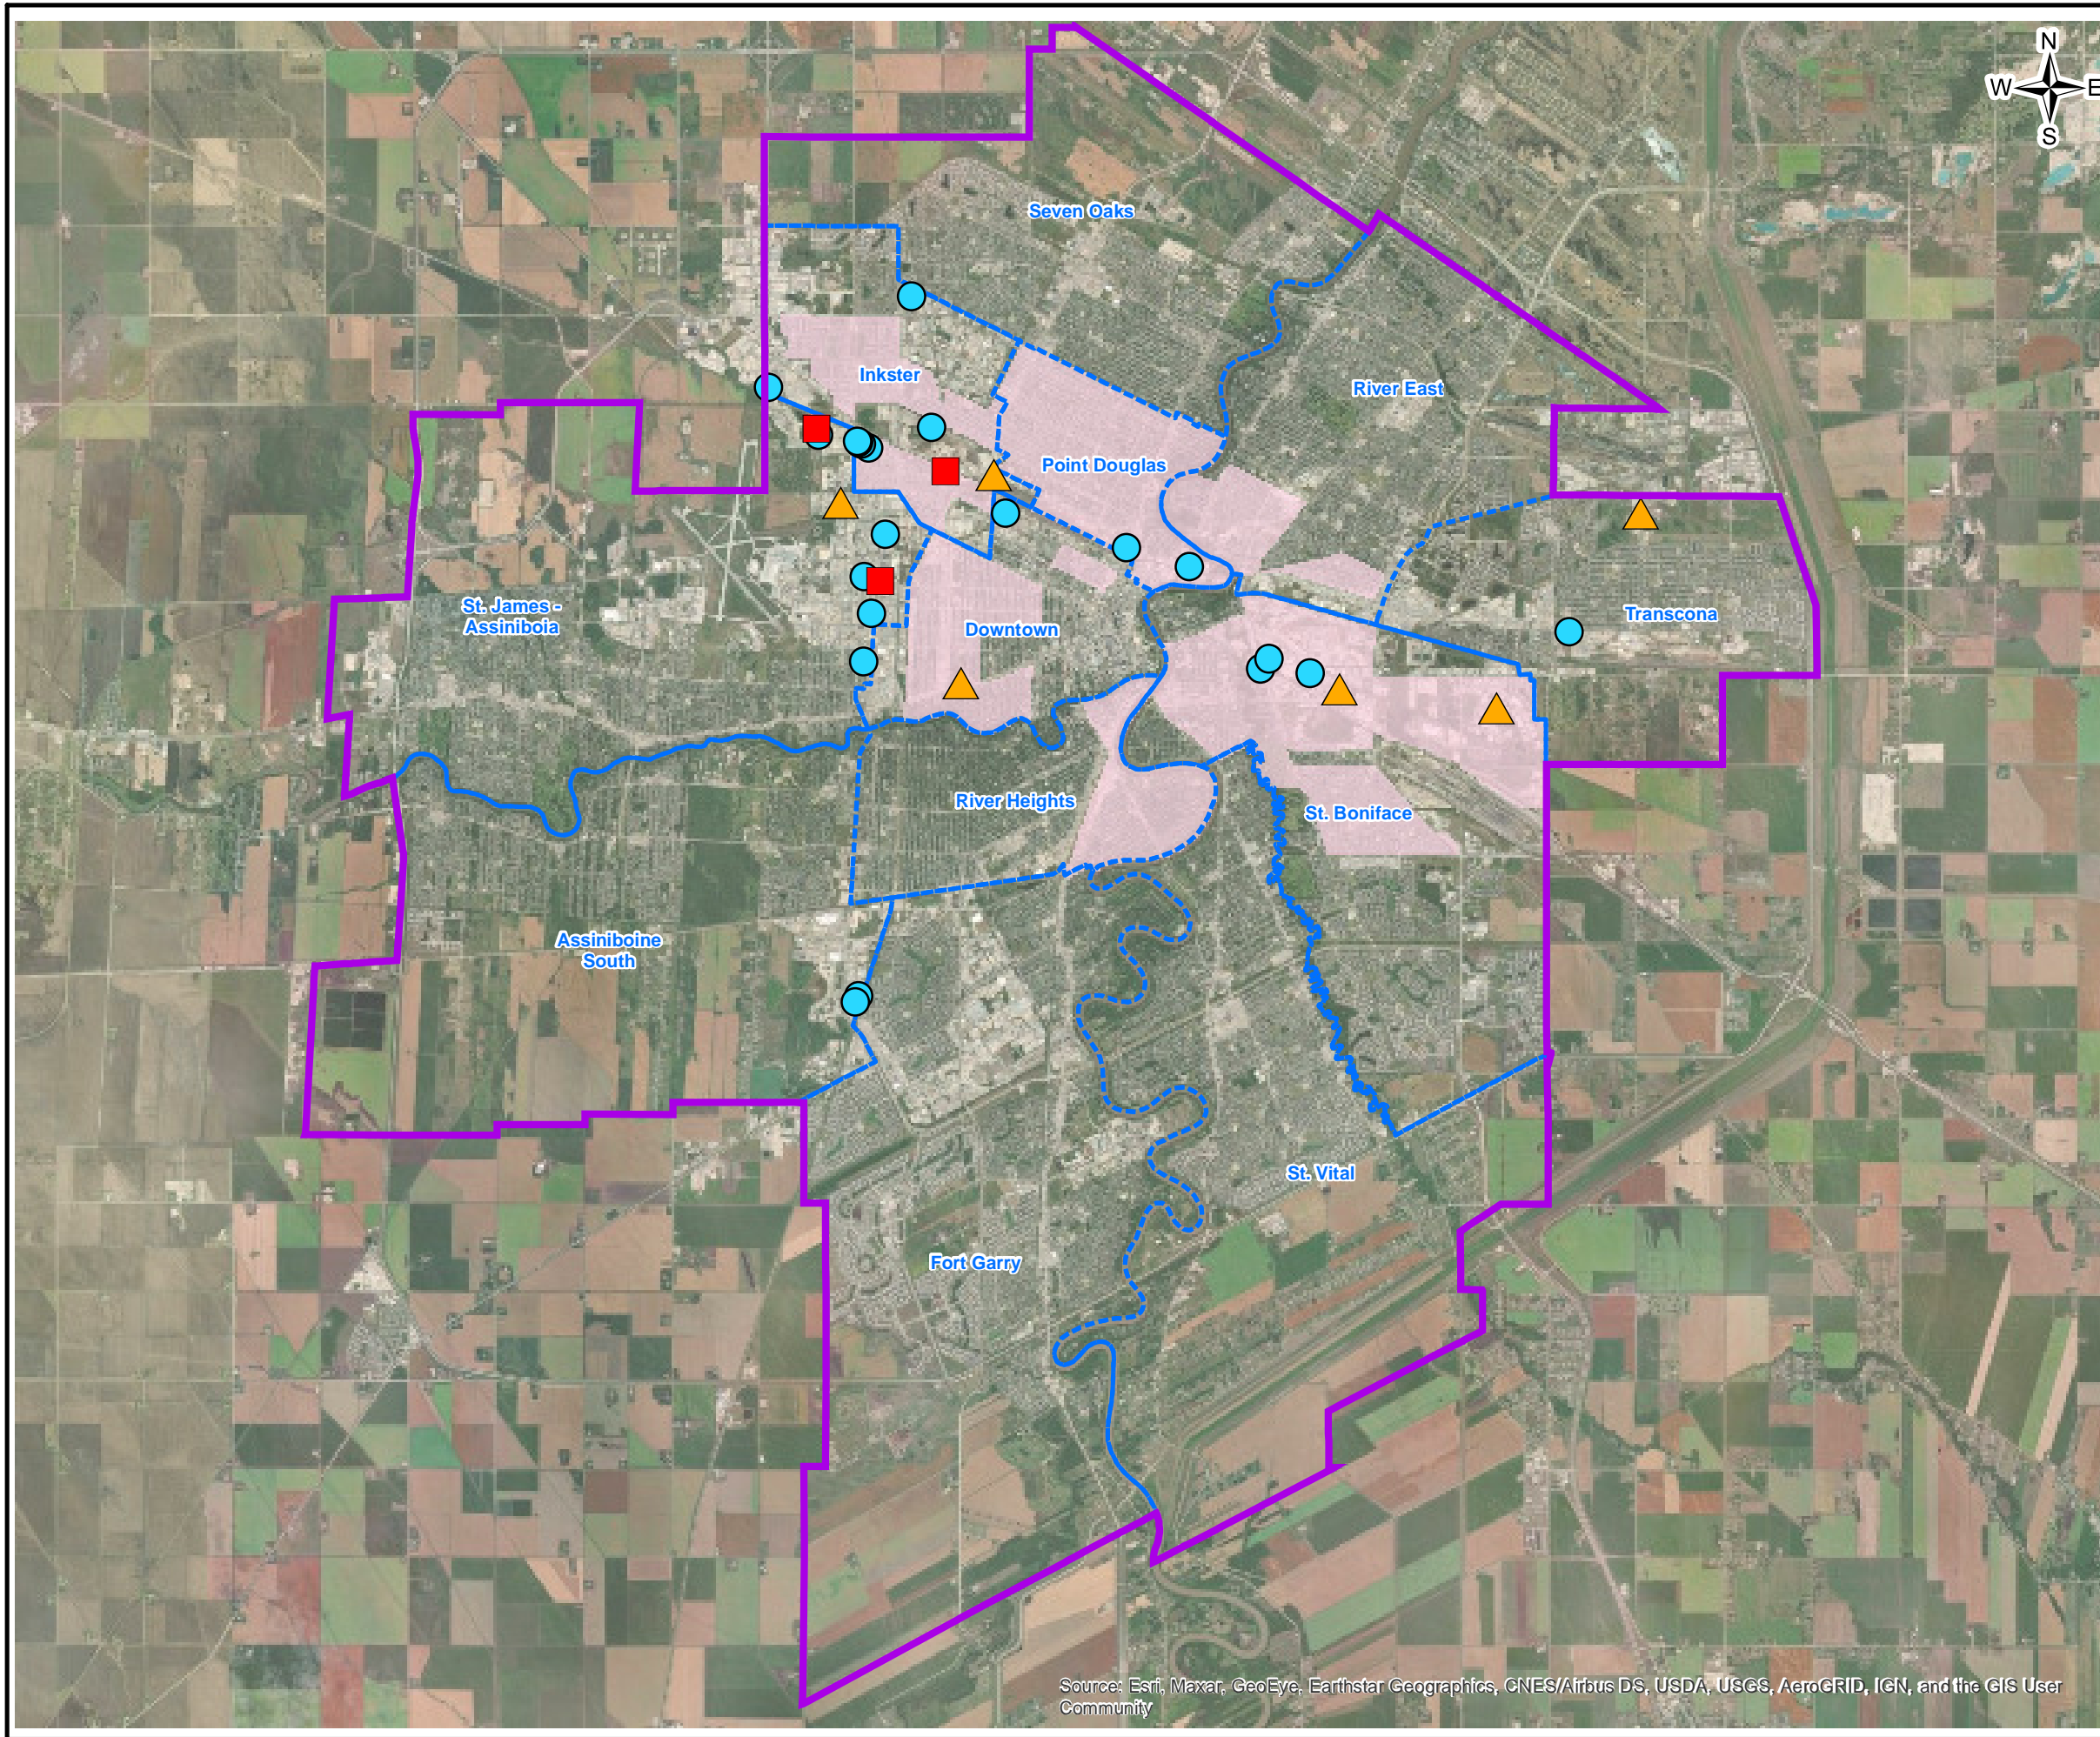 N
W
E
S
Seven Oaks
Inkster
River East
Point Douglas
St. James -
Assiniboia
Transcona
Downtown
River Heights
St. Boniface
Assiniboine
South
St. Vital
Fort Garry
Source: Esri, Maxar, GeoEye, Earthstar Geographics, CNES/Airbus DS, USDA, USGS, AeroGRID, IGN, and the GIS User
Community